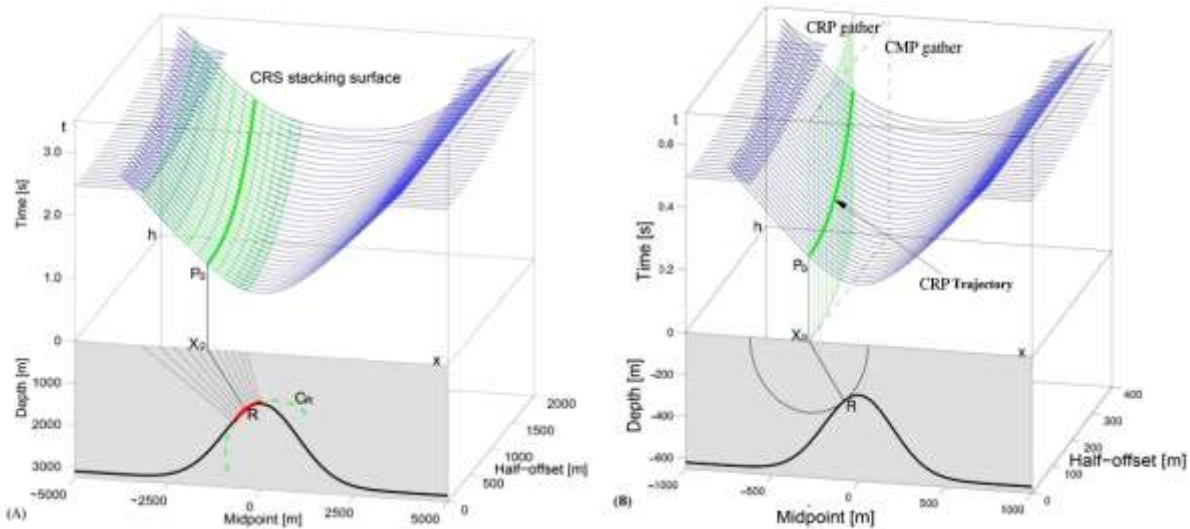 CRS stacking surface
t
3.0
Time [s]
2.0
h
P₀
1.0
X₀
0
x
Depth [m]
1000
R
2000
3000
2000
1500
1000
500
0
Half-offset [m]
(A)
−5000
−2500
0
2500
5000
Midpoint [m]
CRP gather
CMP gather
t
0.6
Time [s]
0.4
h
P₀
0.2
CRP Trajectory
X₀
0
x
Depth [m]
−200
−400
R
−600
400
300
200
100
0
Half-offset [m]
(B)
−1000
−500
0
500
1000
Midpoint [m]